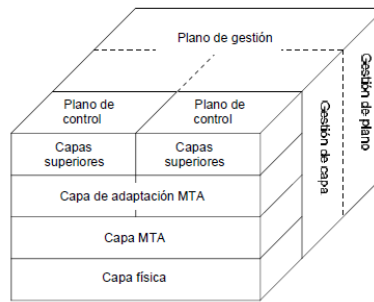 Plano de gestión
Plano de
control
Plano de
control
Gestión de capa
Gestión de plano
Capas
superiores
Capas
superiores
Capa de adaptación MTA
Capa MTA
Capa física